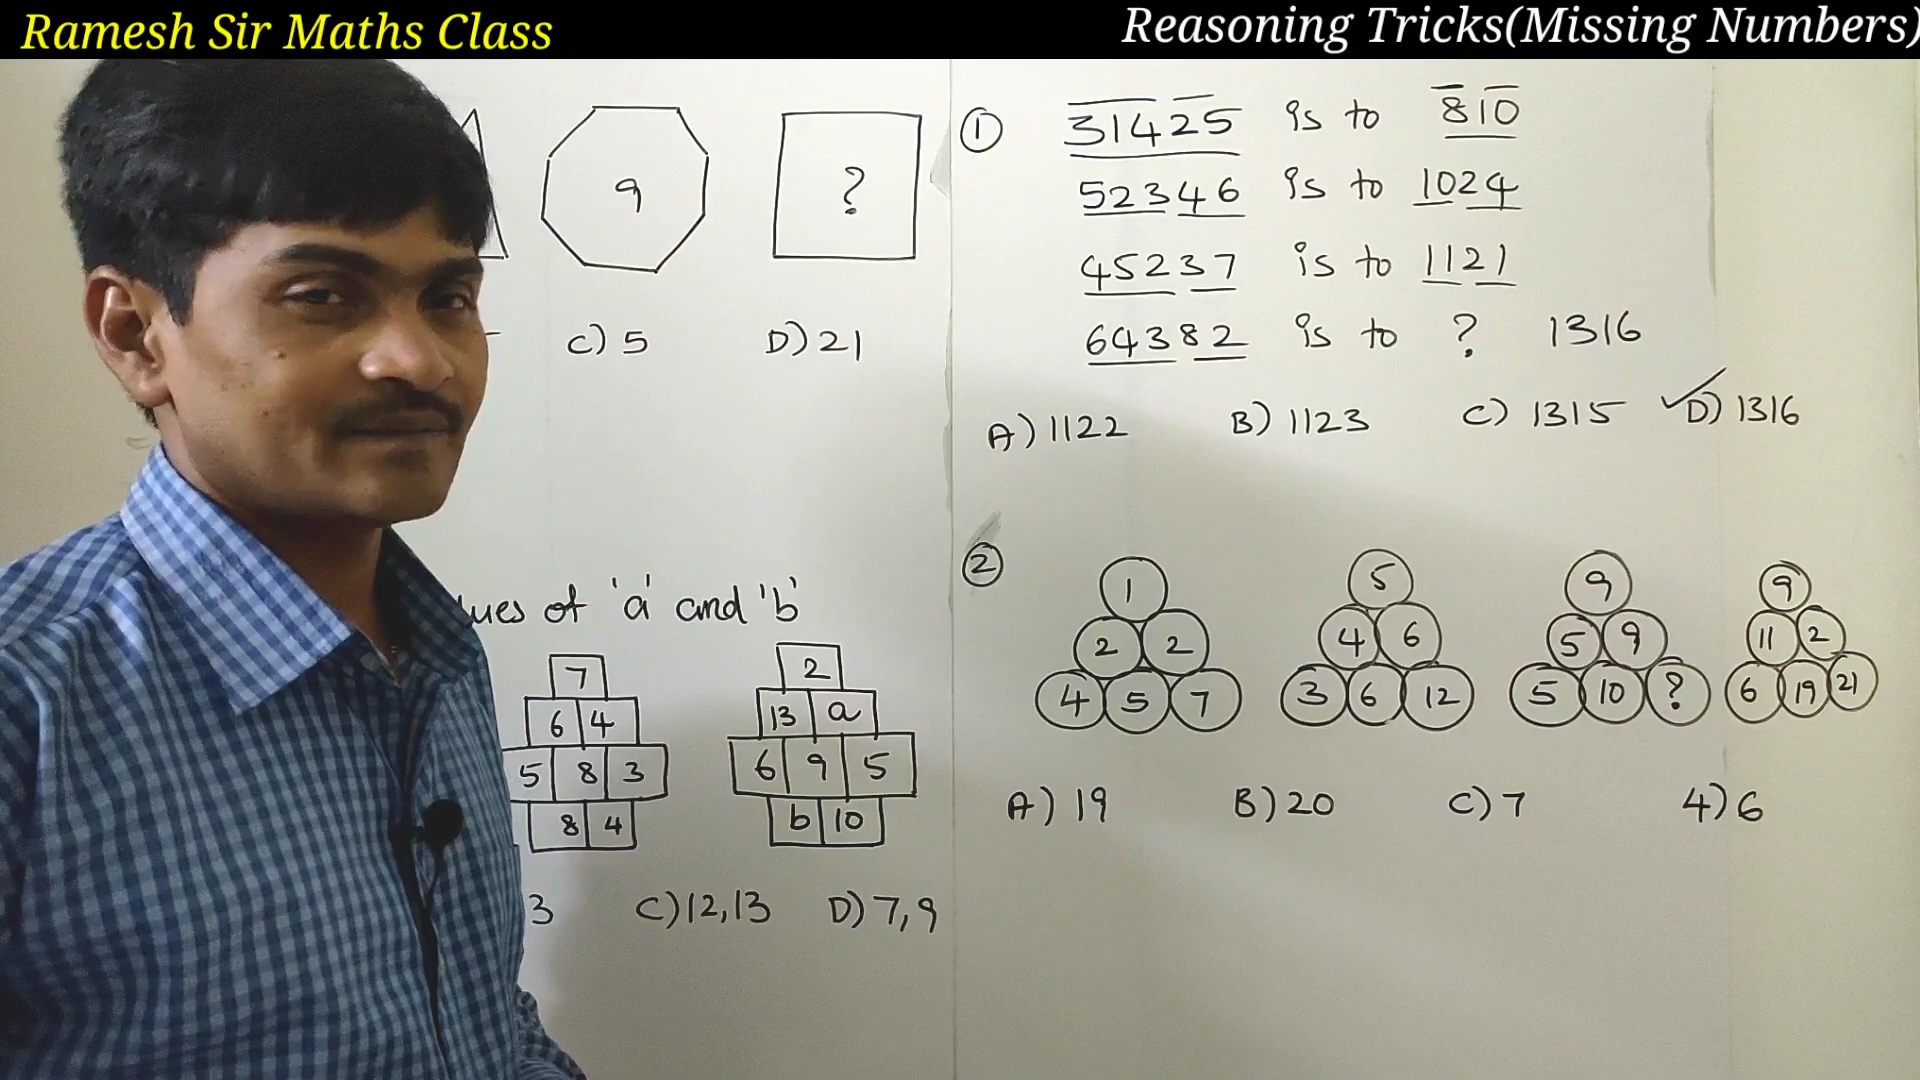 Ramesh Sir Maths Class
Reasoning Tricks(Missing Numbers)
9 ?
C) 5 D) 21
of 'a' and 'b'
7
6 4
5 8 3
8 4
2
13 a
6 9 5
b 10
3 C) 12,13 D) 7,9
① 31425 is to 810
52346 is to 1024
45237 is to 1121
64382 is to ? 1316
A) 1122 B) 1123 C) 1315 D) 1316
②
1
2 2
4 5 7
5
4 6
3 6 12
9
5 9
5 10 ?
9
11 2
6 19 21
A) 19 B) 20 C) 7 4) 6